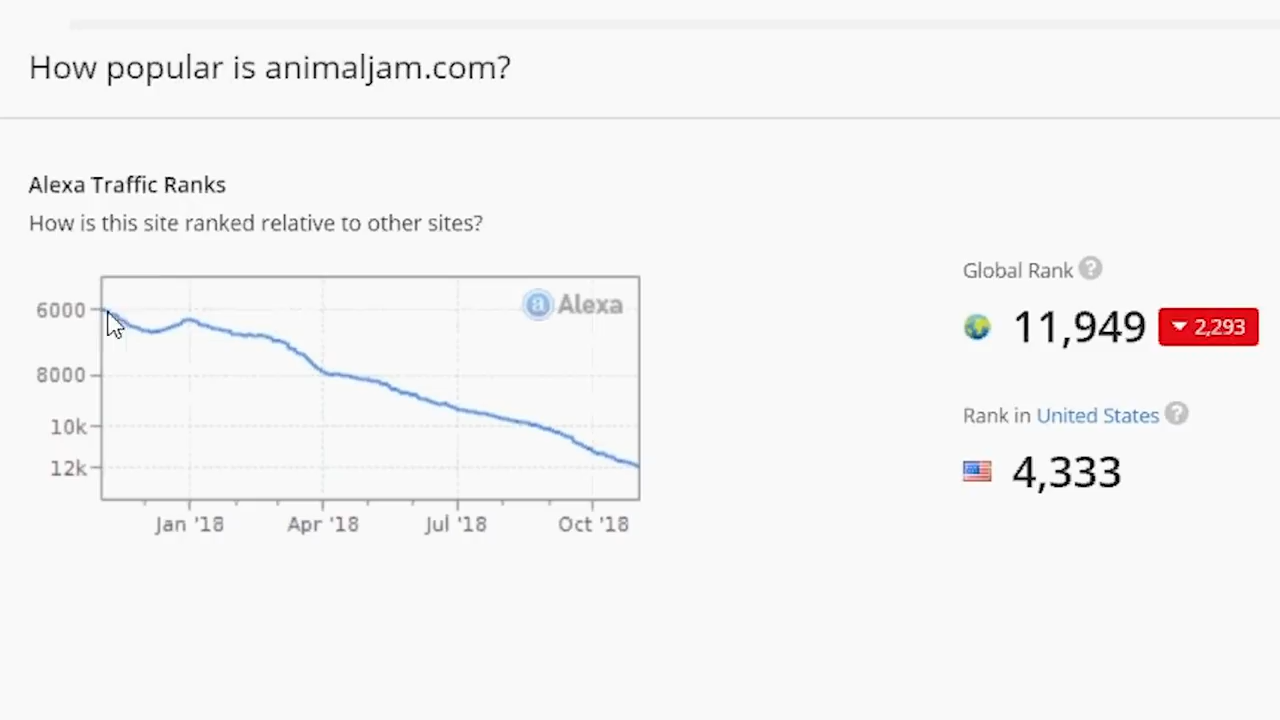 How popular is animaljam.com?
Alexa Traffic Ranks
How is this site ranked relative to other sites?
a Alexa
6000
8000
10k
12k
Jan '18 Apr '18 Jul '18 Oct '18
Global Rank ?
11,949 2,293
Rank in United States ?
4,333